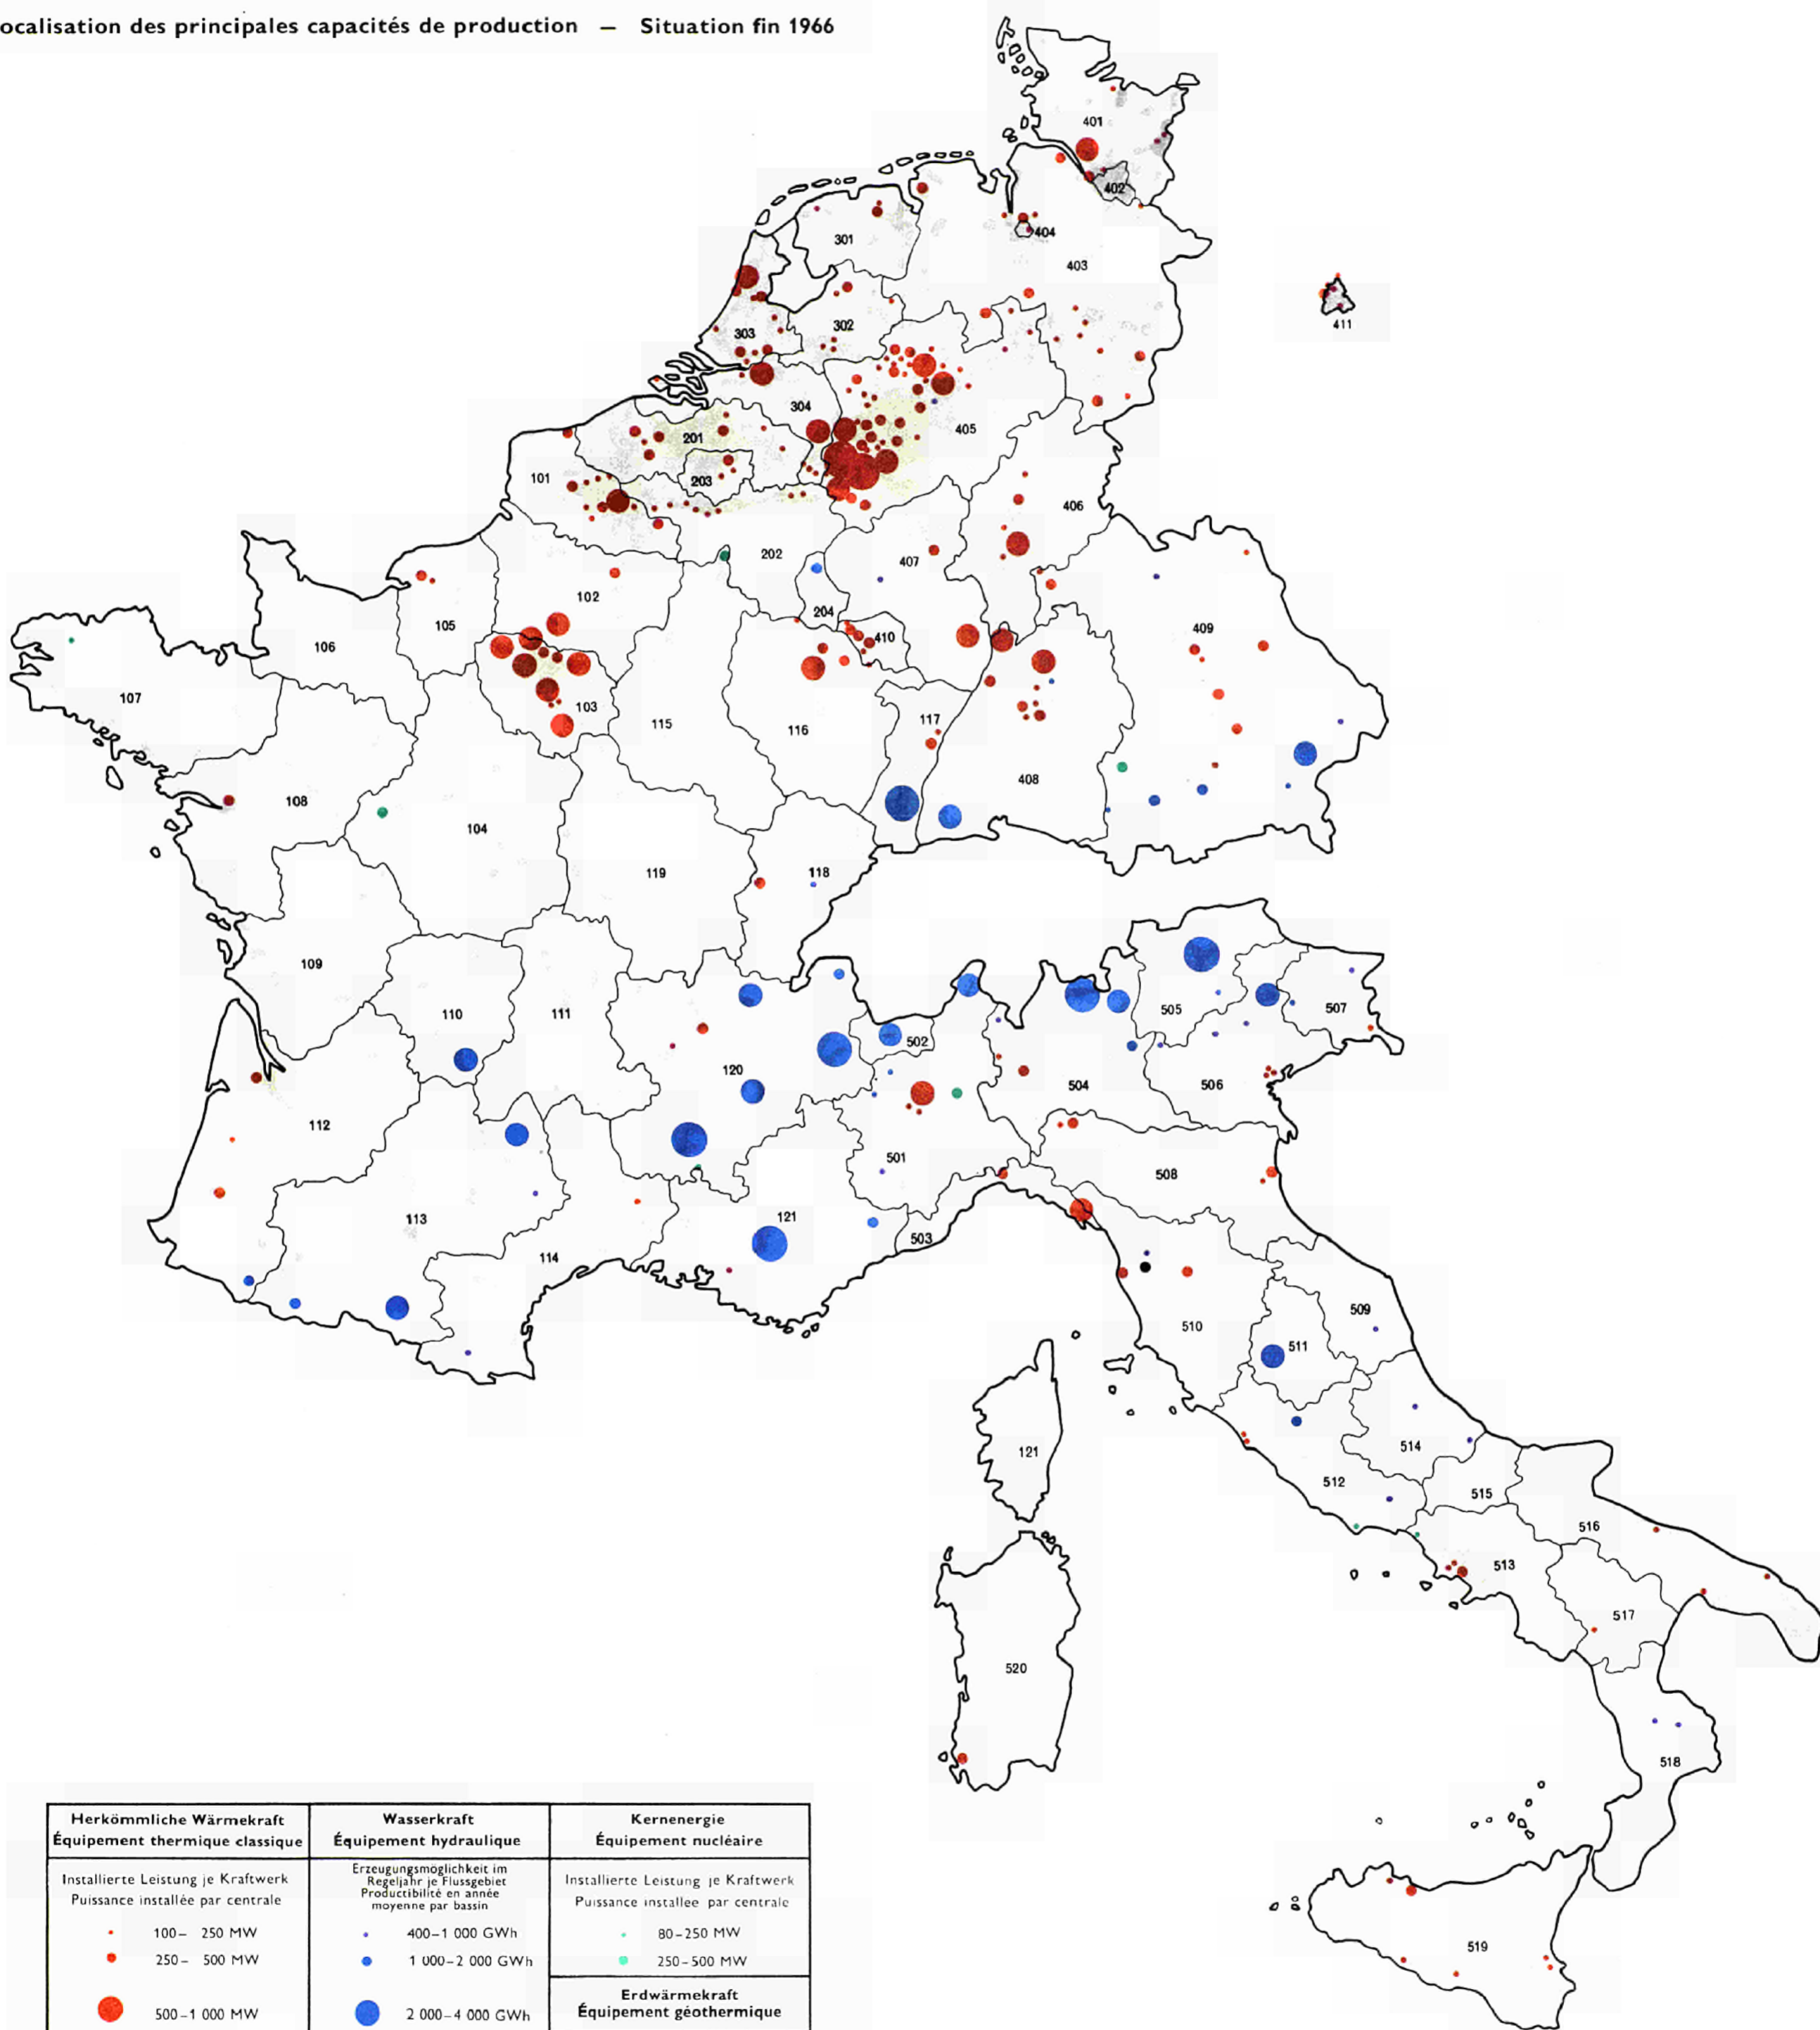 ocalisation des principales capacités de production — Situation fin 1966
401
402
404
301
403
411
303
302
304
405
201
101
203
406
202
407
102
204
105
409
106
410
107
103
115
117
116
408
108
104
119
118
109
505
507
110
111
502
120
504
506
112
501
508
113
121
503
114
509
510
511
121
514
512
515
516
513
517
520
518
519
Herkömmliche Wärmekraft
Équipement thermique classique
Installierte Leistung je Kraftwerk
Puissance installée par centrale
100– 250 MW
250– 500 MW
500–1 000 MW
Wasserkraft
Équipement hydraulique
Erzeugungsmöglichkeit im
Regeljahr je Flussgebiet
Productibilité en année
moyenne par bassin
400–1 000 GWh
1 000–2 000 GWh
2 000–4 000 GWh
Kernenergie
Équipement nucléaire
Installierte Leistung je Kraftwerk
Puissance installee par centrale
80–250 MW
250–500 MW
Erdwärmekraft
Équipement géothermique